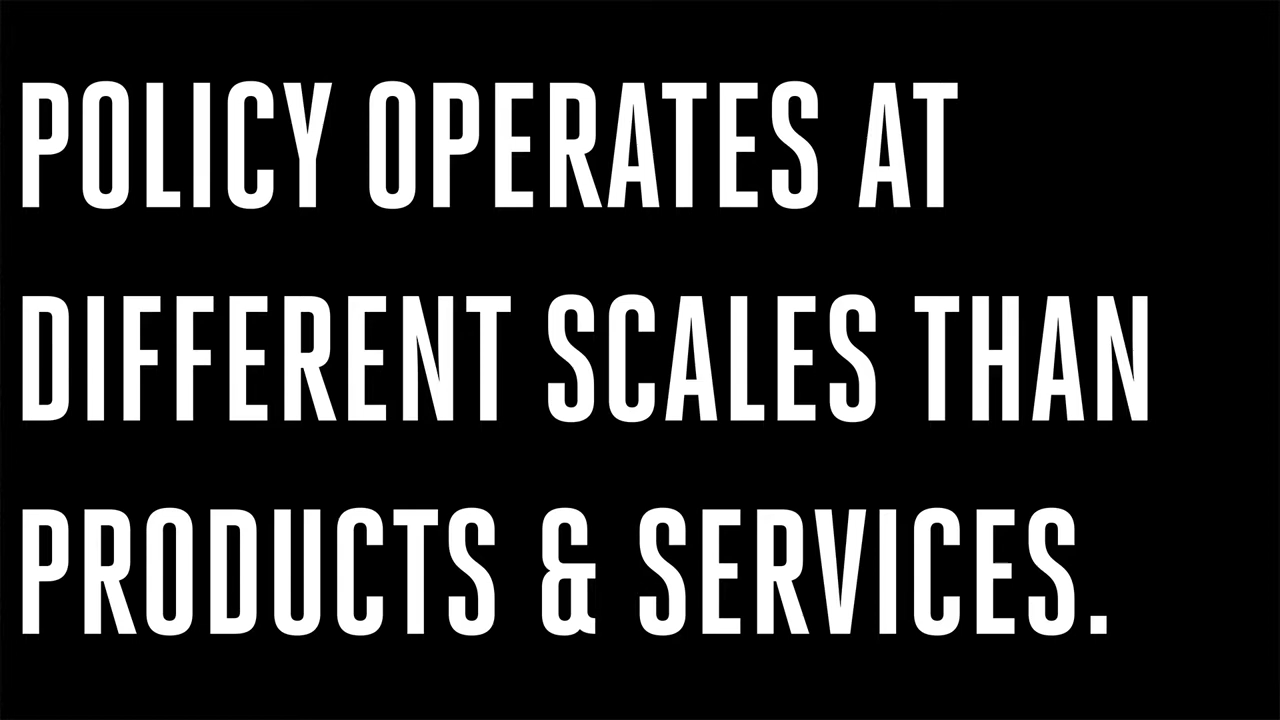 POLICY OPERATES AT
DIFFERENT SCALES THAN
PRODUCTS & SERVICES.